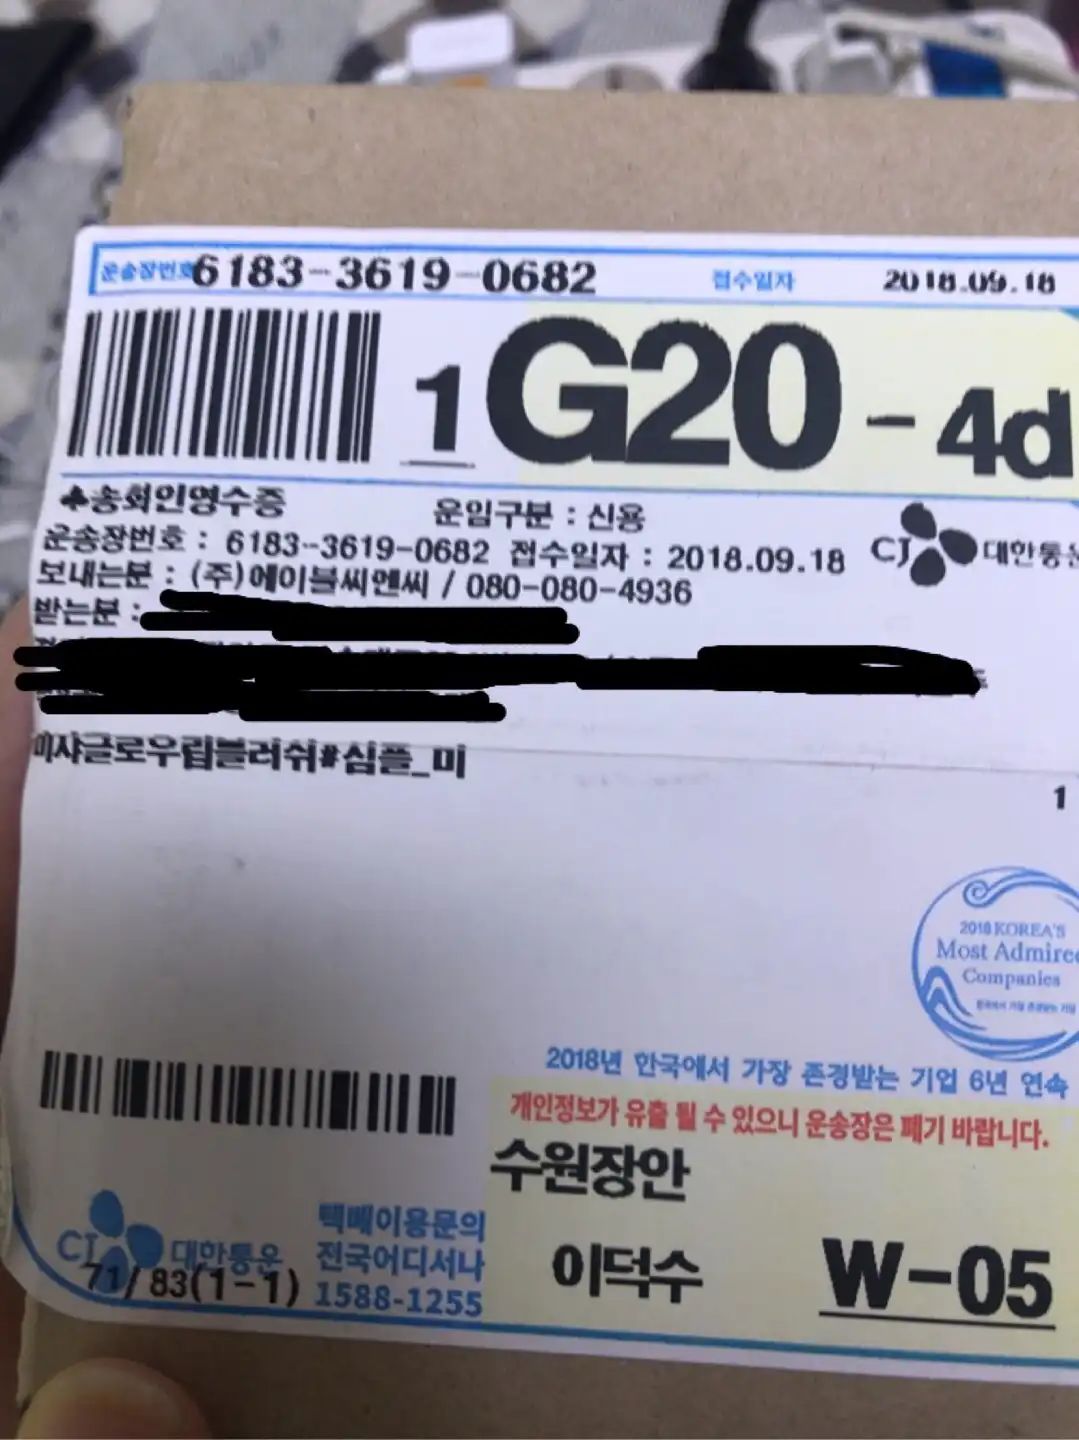 운송장번호 6183-3619-0682 접수일자 2018.09.18
1 G20 - 4d
송화인영수증 운임구분 : 신용
운송장번호 : 6183-3619-0682 접수일자 : 2018.09.18 CJ 대한통운
보내는분 : (주)에이블씨엔씨 / 080-080-4936
받는분 :
미샤글로우립블러쉬#심플_미
1
2018 KOREA'S
Most Admired
Companies
2018년 한국에서 가장 존경받는 기업 6년 연속
개인정보가 유출 될 수 있으니 운송장은 폐기 바랍니다.
수원장안
택배이용문의
CJ 대한통운 전국어디서나 이덕수 W-05
71/ 83(1-1) 1588-1255